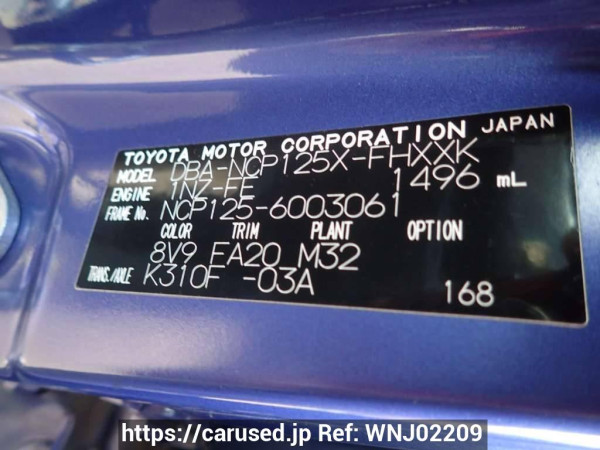 TOYOTA MOTOR CORPORATION JAPAN
MODEL DBA-NCP125X-FHXXK
ENGINE 1NZ-FE 1496 mL
FRAME No. NCP125-6003061
COLOR TRIM PLANT OPTION
8V9 FA20 M32
TRANS./AXLE K310F -03A 168
https://carused.jp Ref: WNJ02209